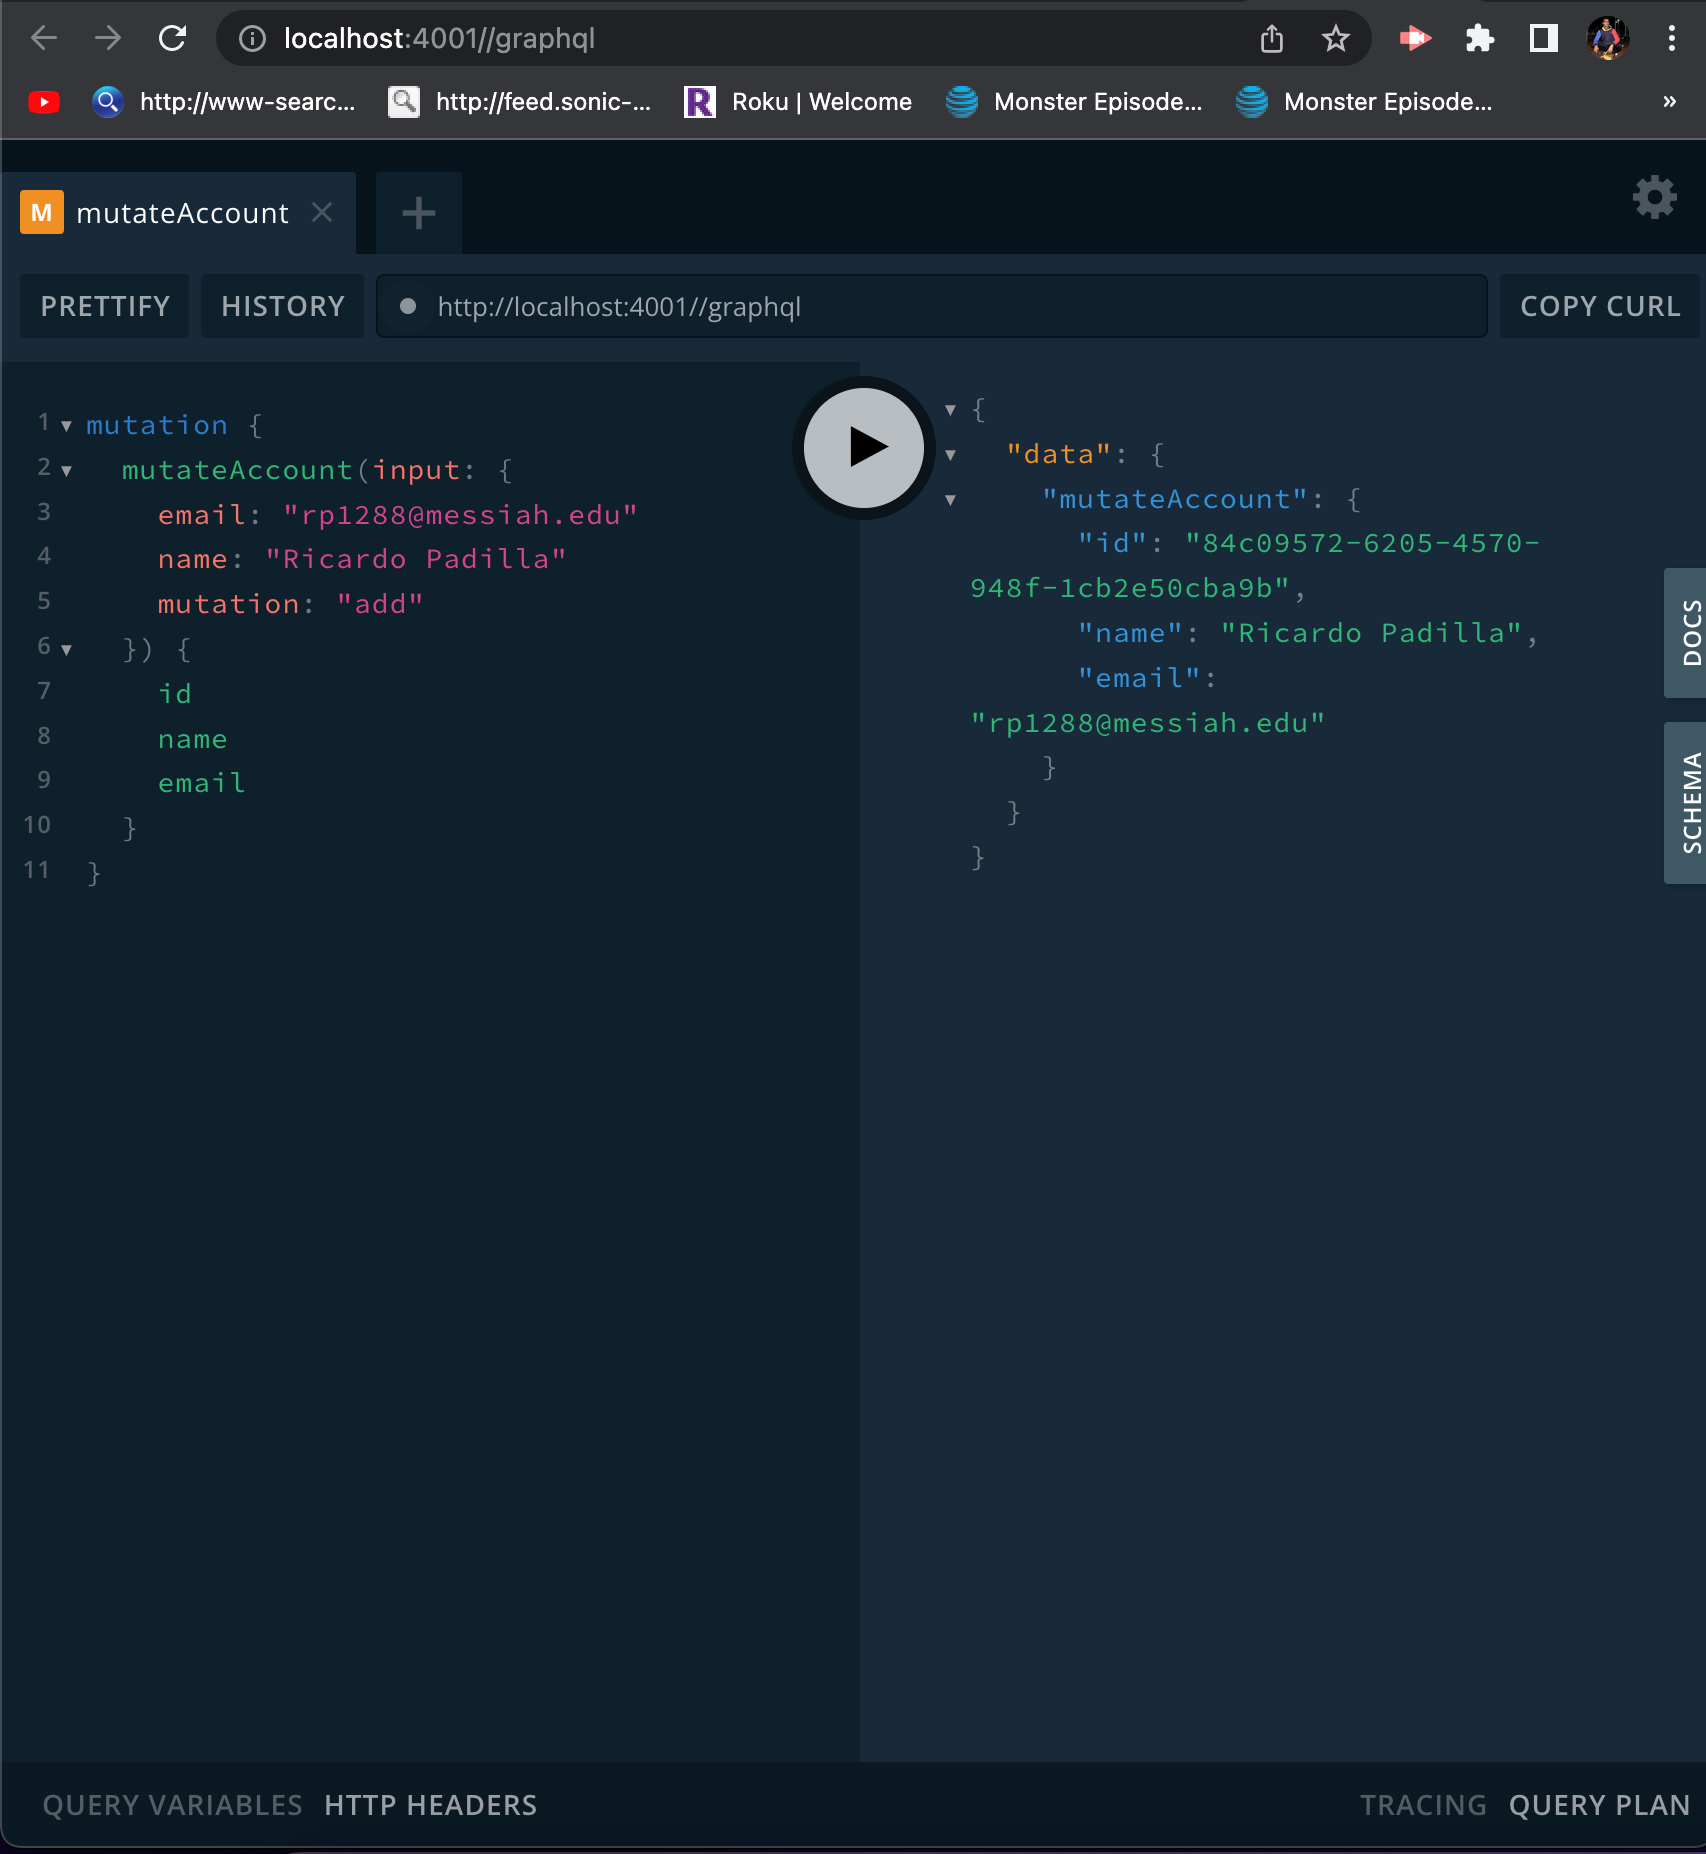 localhost:4001//graphql
http://www-searc... http://feed.sonic-... R Roku | Welcome Monster Episode... Monster Episode... »
M mutateAccount
PRETTIFY HISTORY http://localhost:4001//graphql COPY CURL
1 mutation {
2 mutateAccount(input: {
3 email: "rp1288@messiah.edu"
4 name: "Ricardo Padilla"
5 mutation: "add"
6 }) {
7 id
8 name
9 email
10 }
11 }
{
"data": {
"mutateAccount": {
"id": "84c09572-6205-4570-
948f-1cb2e50cba9b",
"name": "Ricardo Padilla",
"email":
"rp1288@messiah.edu"
}
}
}
DOCS
SCHEMA
QUERY VARIABLES HTTP HEADERS TRACING QUERY PLAN